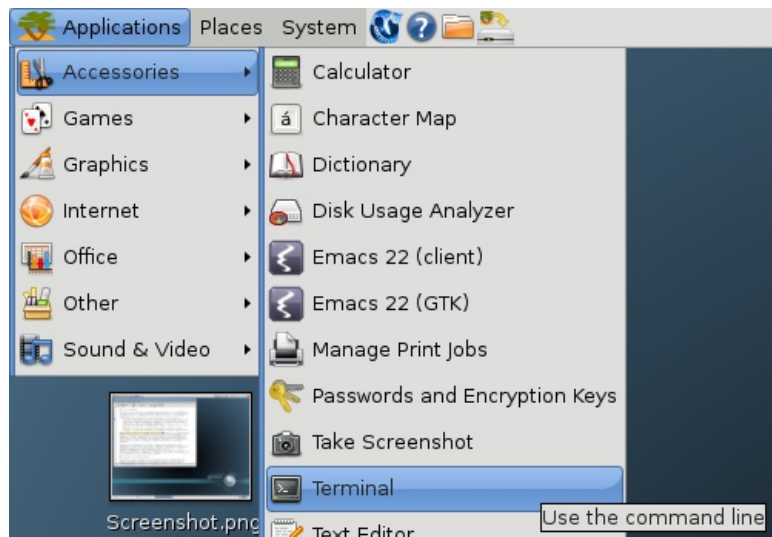 Applications Places System
Accessories
Games
Graphics
Internet
Office
Other
Sound & Video
Calculator
á Character Map
Dictionary
Disk Usage Analyzer
Emacs 22 (client)
Emacs 22 (GTK)
Manage Print Jobs
Passwords and Encryption Keys
Take Screenshot
Terminal
Text Editor
Use the command line
Screenshot.png